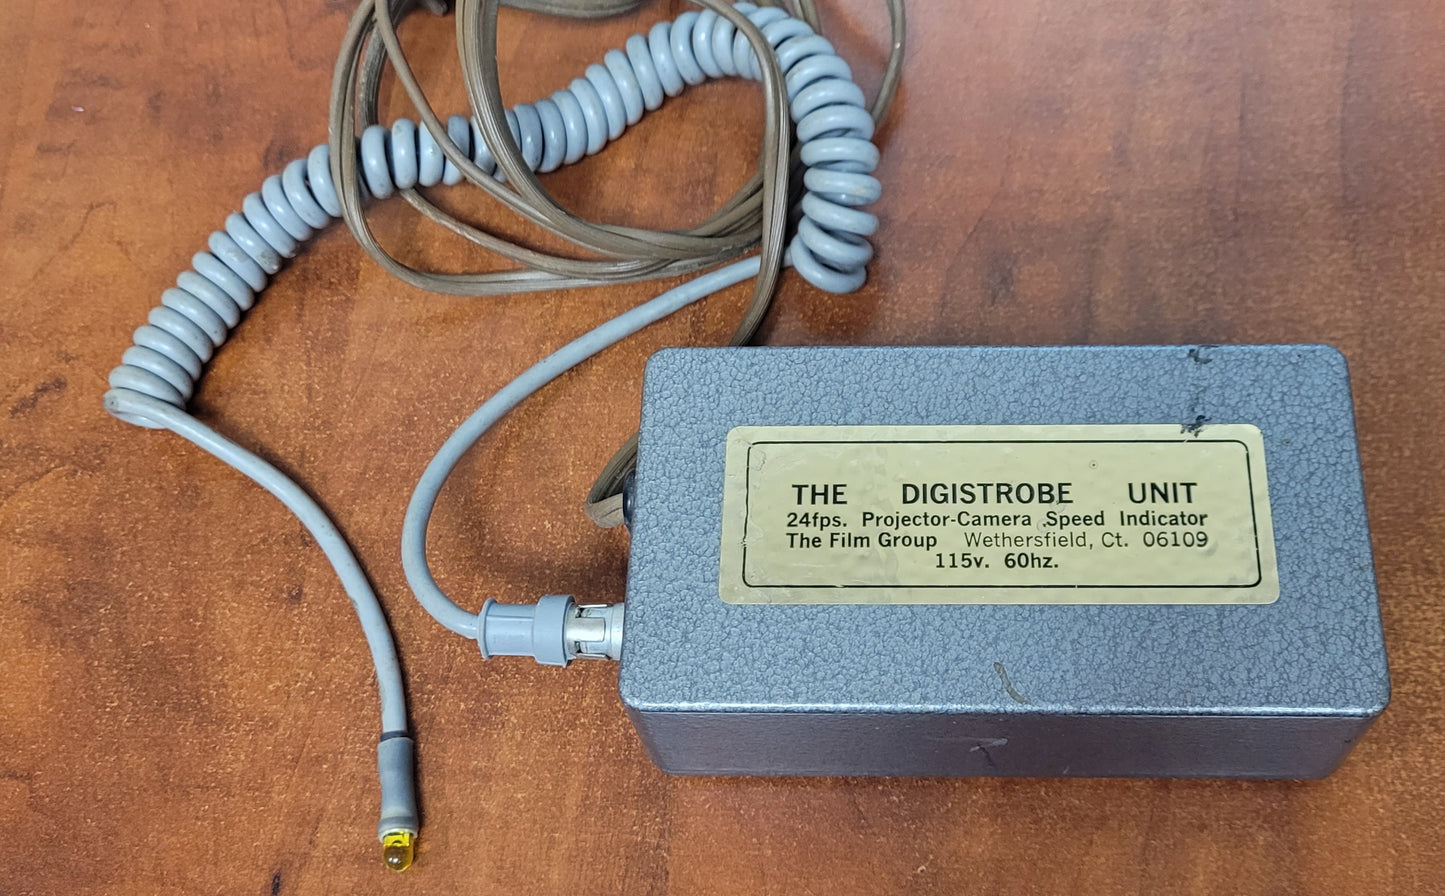 THE DIGISTROBE UNIT
24fps. Projector-Camera Speed Indicator
The Film Group Wethersfield, Ct. 06109
115v. 60hz.